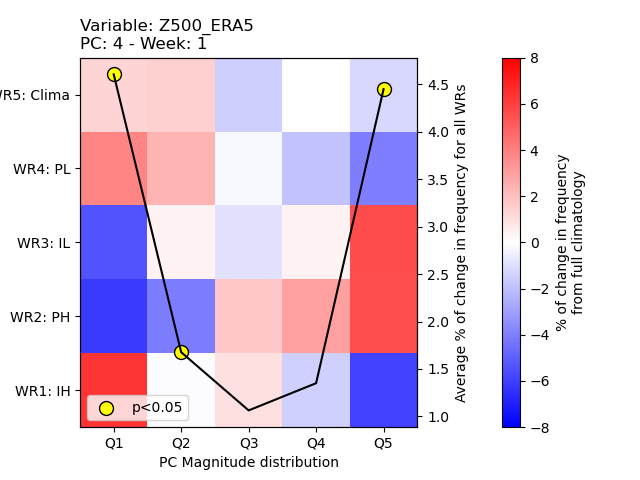 Variable: Z500_ERA5
PC: 4 - Week: 1
WR5: Clima
WR4: PL
WR3: IL
WR2: PH
WR1: IH
p<0.05
Q1 Q2 Q3 Q4 Q5
PC Magnitude distribution
4.5
4.0
3.5
3.0
2.5
2.0
1.5
1.0
Average % of change in frequency for all WRs
8
6
4
2
0
−2
−4
−6
−8
% of change in frequency
from full climatology